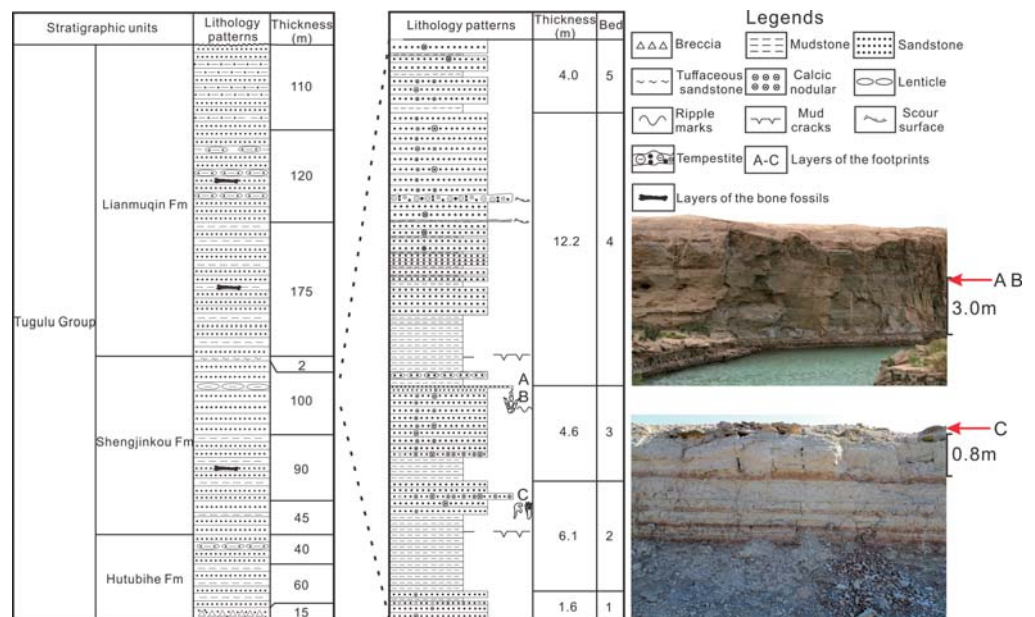 Stratigraphic units
Lithology patterns
Thickness (m)
Tugulu Group
Lianmuqin Fm
110
120
175
Shengjinkou Fm
2
100
90
45
Hutubihe Fm
40
60
15
Lithology patterns
Thickness (m)
Bed
4.0
5
12.2
4
A
B
4.6
3
C
6.1
2
1.6
1
Legends
Breccia
Mudstone
Sandstone
Tuffaceous sandstone
Calcic nodular
Lenticle
Ripple marks
Mud cracks
Scour surface
Tempestite
A-C
Layers of the footprints
Layers of the bone fossils
A B
3.0m
C
0.8m